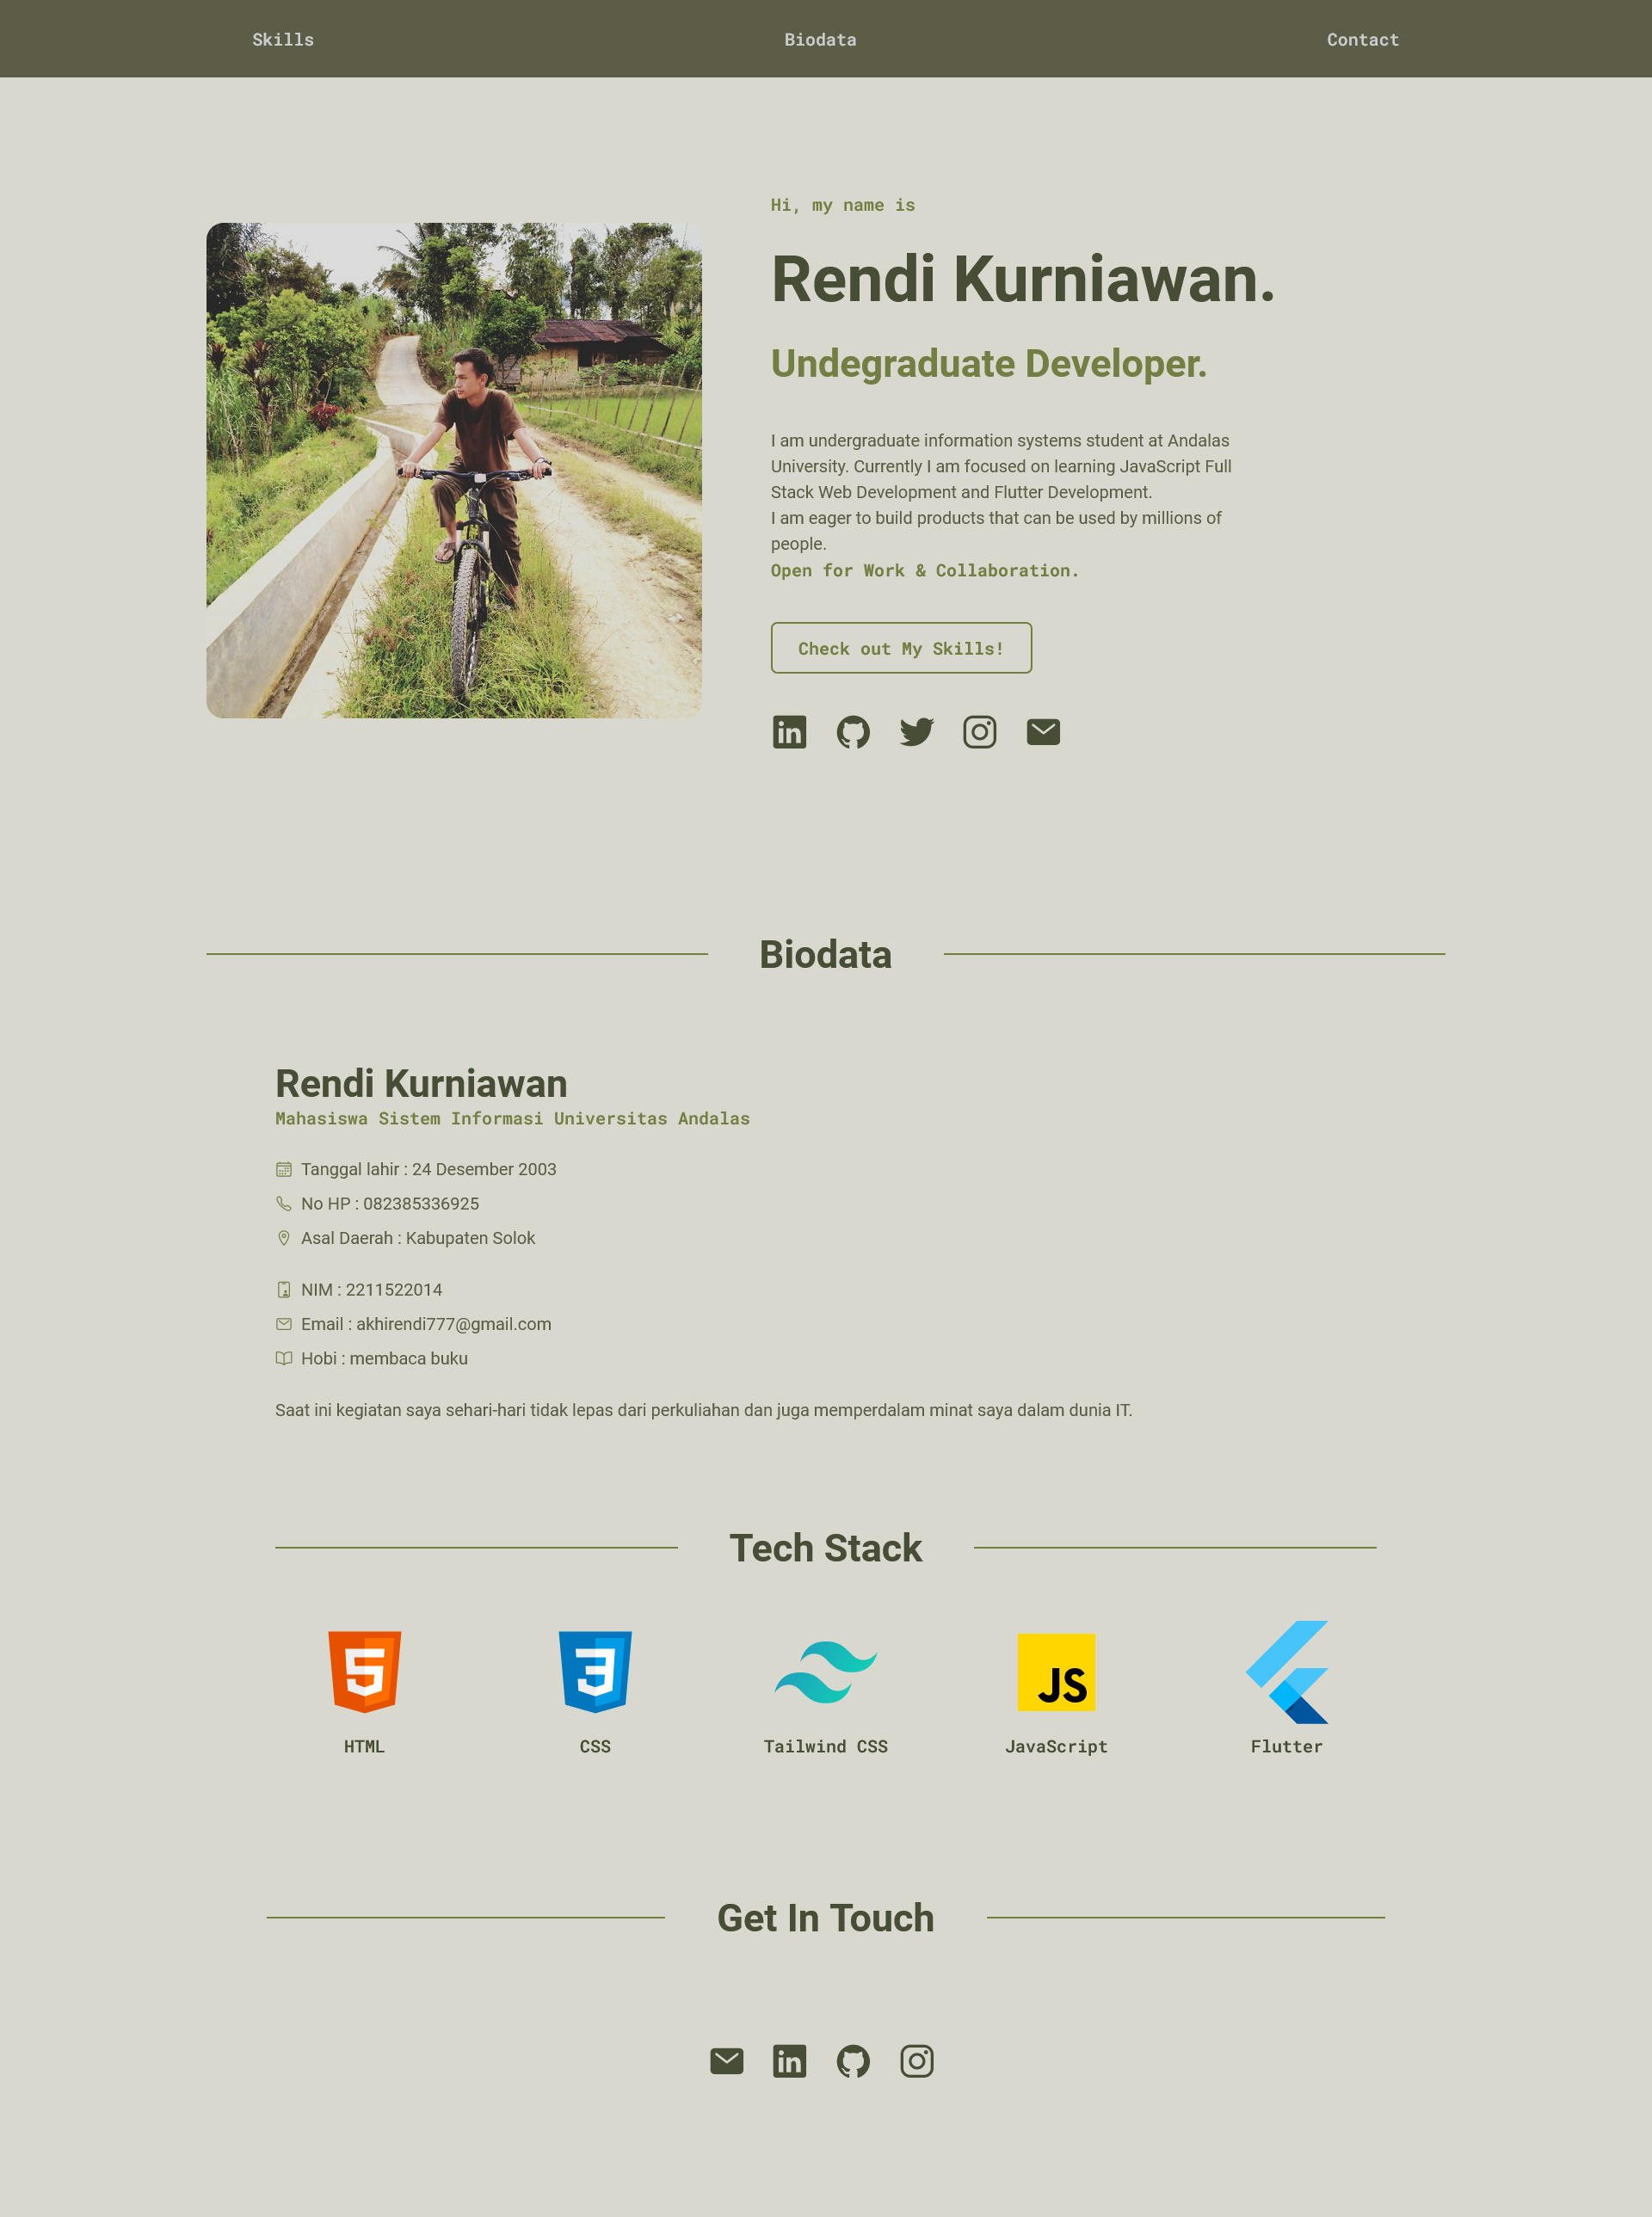 Skills
Biodata
Contact
Hi, my name is
Rendi Kurniawan.
Undegraduate Developer.
I am undergraduate information systems student at Andalas
University. Currently I am focused on learning JavaScript Full
Stack Web Development and Flutter Development.
I am eager to build products that can be used by millions of
people.
Open for Work & Collaboration.
Check out My Skills!
Biodata
Rendi Kurniawan
Mahasiswa Sistem Informasi Universitas Andalas
Tanggal lahir : 24 Desember 2003
No HP : 082385336925
Asal Daerah : Kabupaten Solok
NIM : 2211522014
Email : akhirendi777@gmail.com
Hobi : membaca buku
Saat ini kegiatan saya sehari-hari tidak lepas dari perkuliahan dan juga memperdalam minat saya dalam dunia IT.
Tech Stack
5
3
JS
HTML
CSS
Tailwind CSS
JavaScript
Flutter
Get In Touch